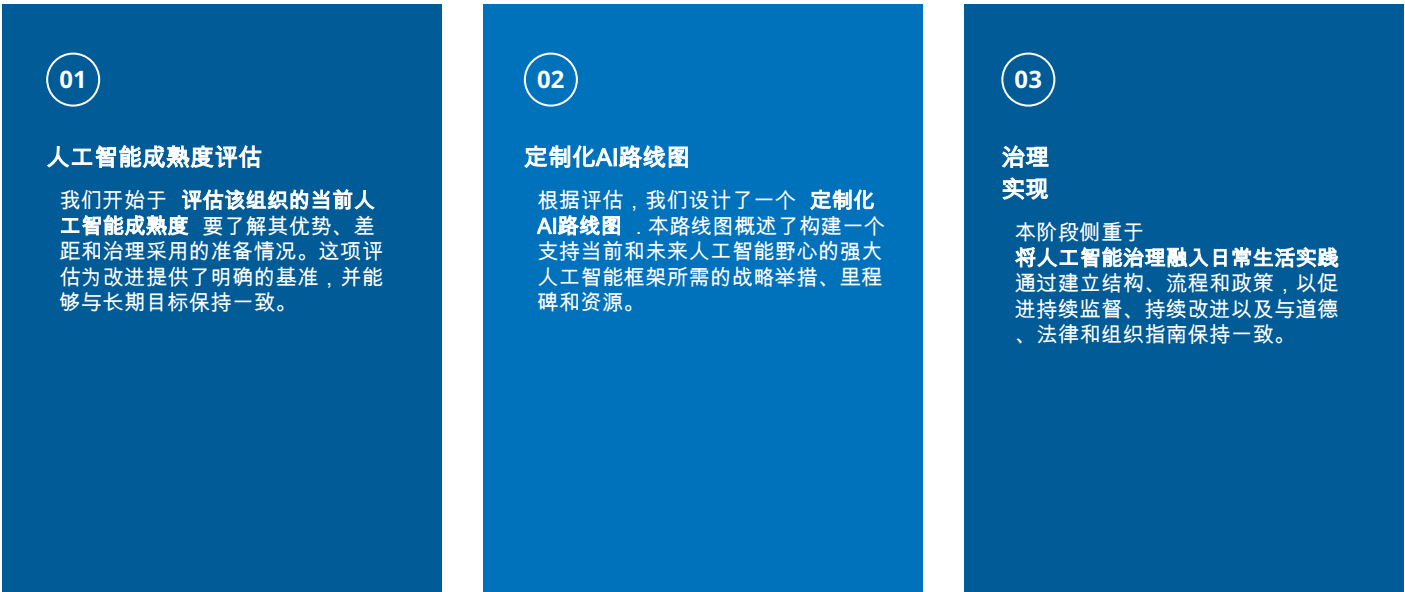 01
人工智能成熟度评估
我们开始于 评估该组织的当前人
工智能成熟度 要了解其优势、差
距和治理采用的准备情况。这项评
估为改进提供了明确的基准，并能
够与长期目标保持一致。
02
定制化AI路线图
根据评估，我们设计了一个 定制化
AI路线图 . 本路线图概述了构建一个
支持当前和未来人工智能野心的强大
人工智能框架所需的战略举措、里程
碑和资源。
03
治理
实现
本阶段侧重于
将人工智能治理融入日常生活实践
通过建立结构、流程和政策，以促
进持续监督、持续改进以及与道德
、法律和组织指南保持一致。